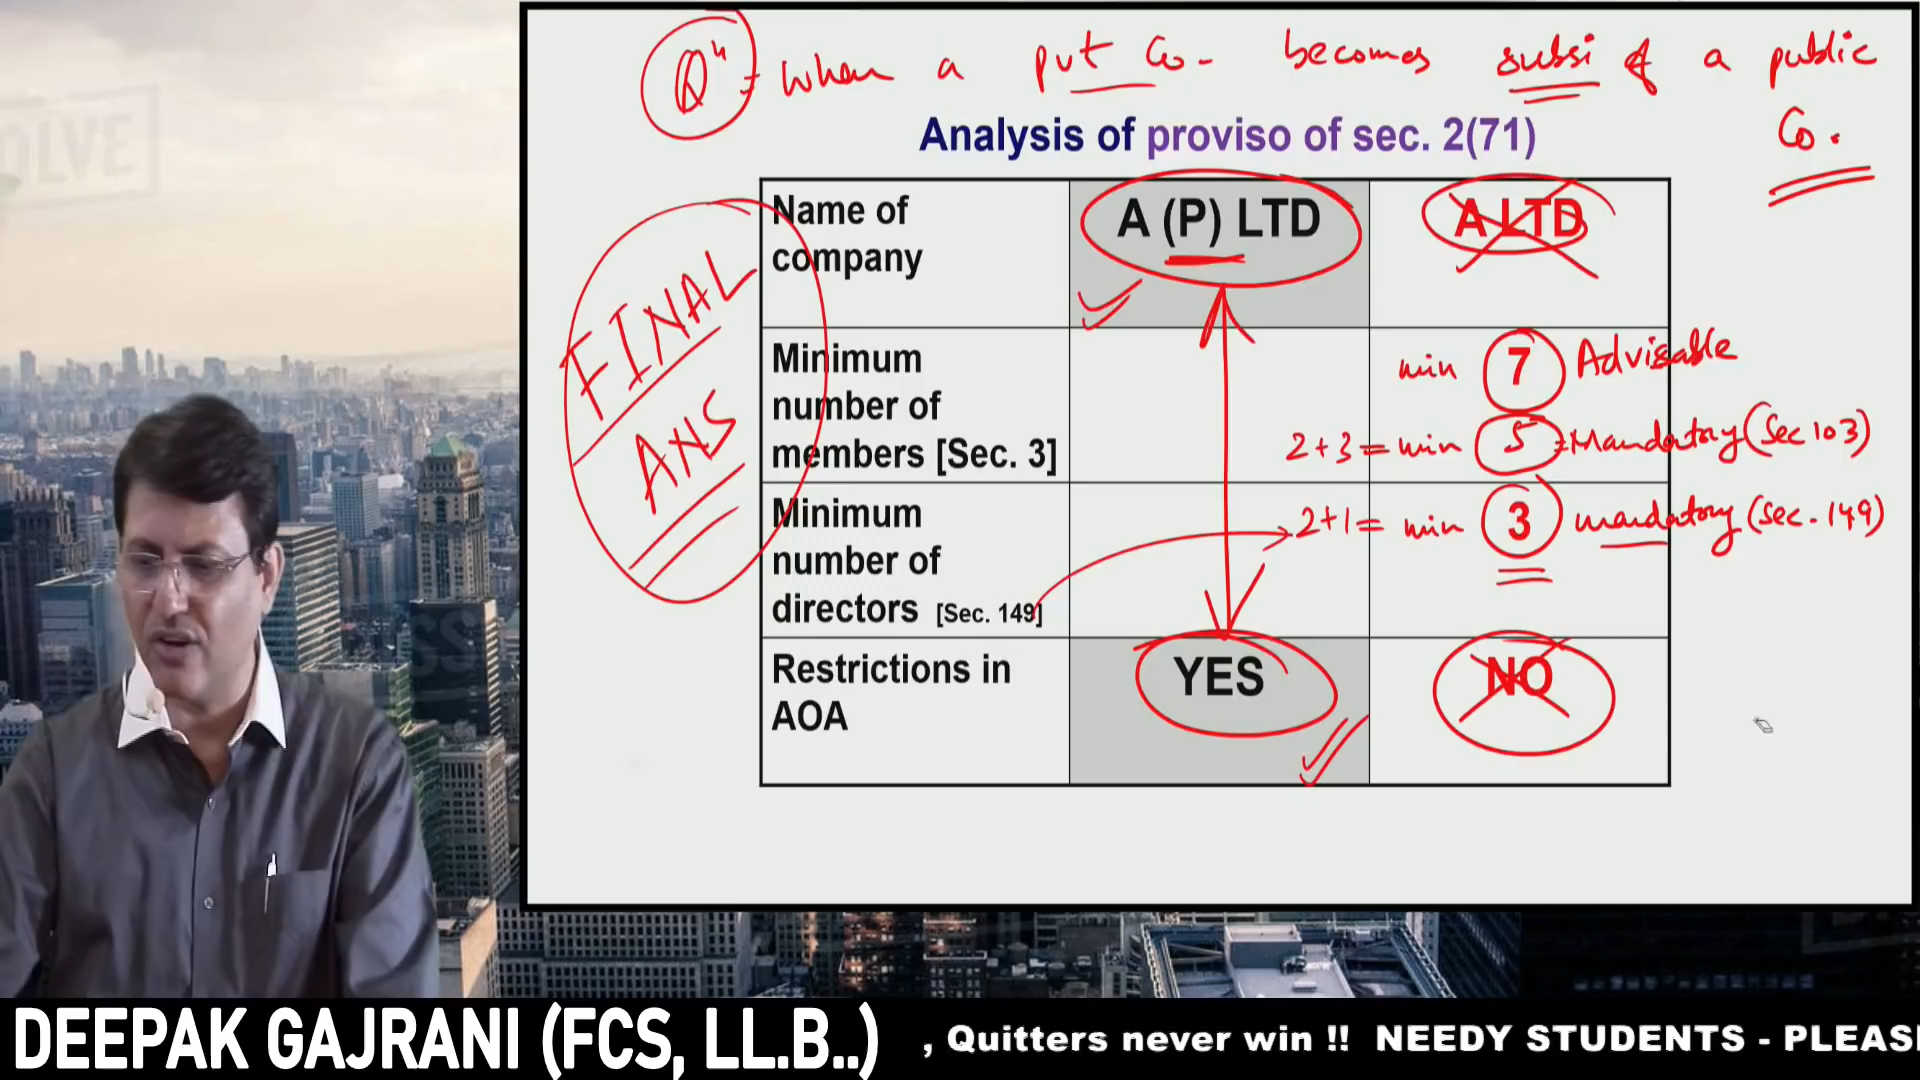 Qn = when a pvt Co. becomes subsi of a public
Co.
Analysis of proviso of sec. 2(71)
Name of
company
A (P) LTD
A LTD
FINAL
ANS
Minimum
number of
members [Sec. 3]
min 7 Advisable
2+3 = min 5 = Mandatory (Sec 103)
Minimum
number of
directors [Sec. 149]
2+1 = min 3 mandatory (Sec. 149)
Restrictions in
AOA
YES
NO
OLVE
DEEPAK GAJRANI (FCS, LL.B..)
, Quitters never win !! NEEDY STUDENTS - PLEAS